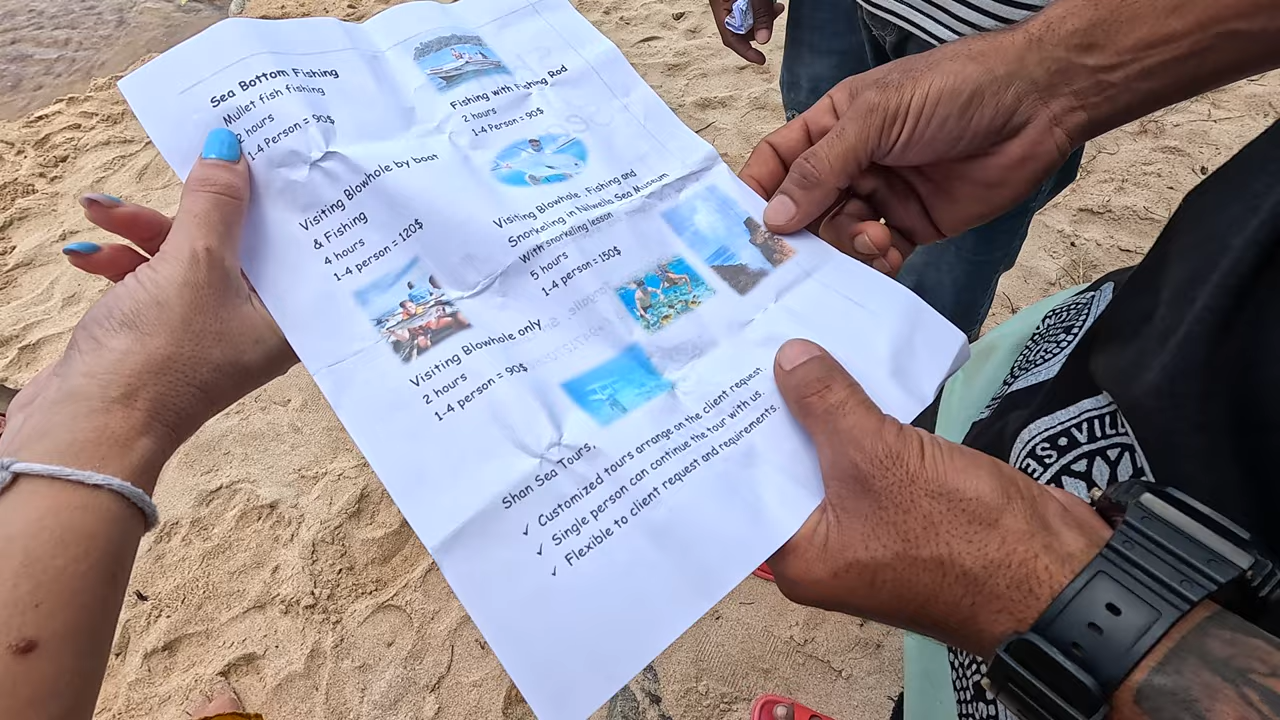 Sea Bottom Fishing
Mullet fish fishing
2 hours
1-4 Person = 90$
Fishing with Fishing Rod
2 hours
1-4 Person = 90$
Visiting Blowhole by boat
& Fishing
4 hours
1-4 person = 120$
Visiting Blowhole , Fishing and
Snorkeling in Nilwella Sea Museum
With snorkeling lesson
5 hours
1-4 person = 150$
Visiting Blowhole only
2 hours
1-4 person = 90$
Shan Sea Tours,
✓ Customized tours arrange on the client request.
✓ Single person can continue the tour with us.
✓ Flexible to client request and requirements.